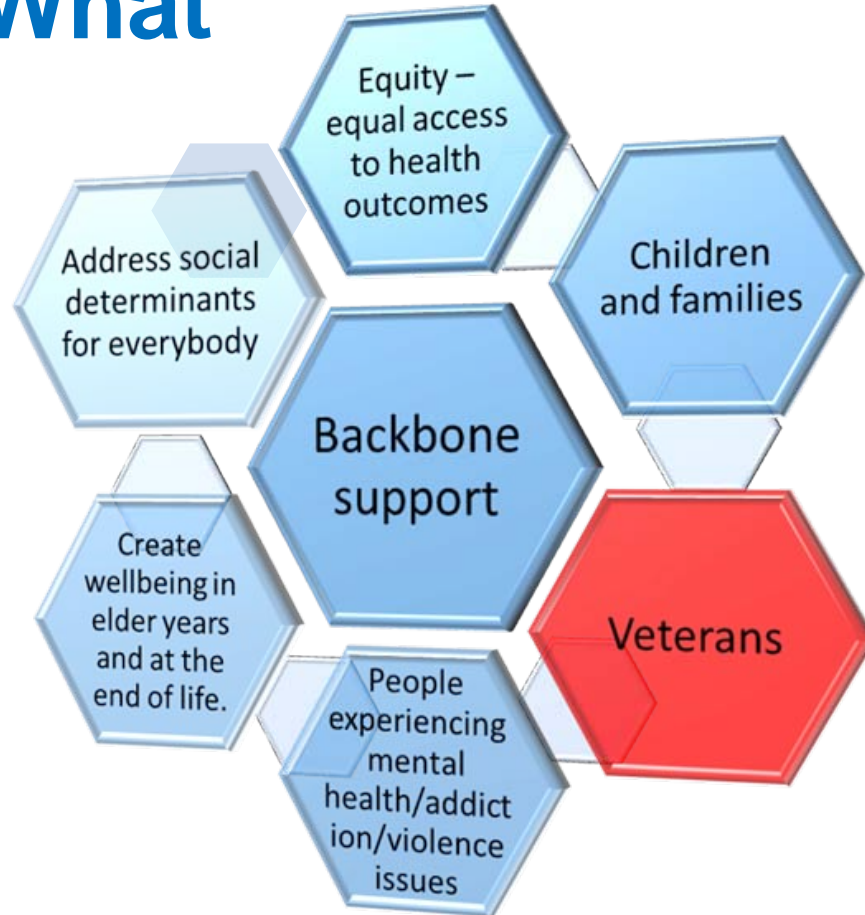 What
Equity –
equal access
to health
outcomes
Children
and families
Veterans
People
experiencing
mental
health/addict
ion/violence
issues
Create
wellbeing in
elder years
and at the
end of life.
Address social
determinants
for everybody
Backbone
support